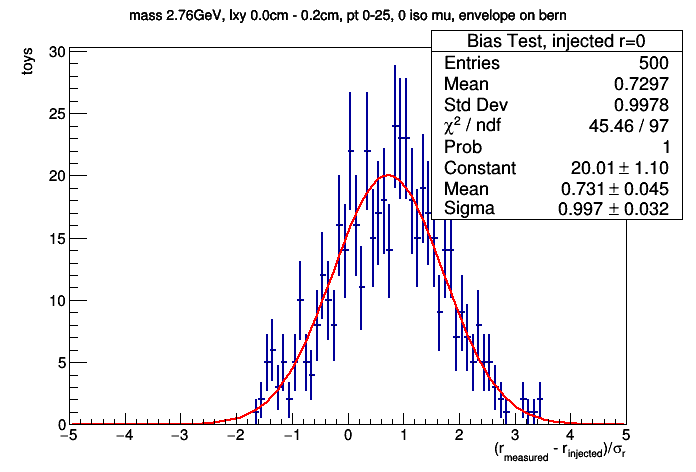 mass 2.76GeV, lxy 0.0cm - 0.2cm, pt 0-25, 0 iso mu, envelope on bern
toys
Bias Test, injected r=0
Entries 500
Mean 0.7297
Std Dev 0.9978
χ² / ndf 45.46 / 97
Prob 1
Constant 20.01 ± 1.10
Mean 0.731 ± 0.045
Sigma 0.997 ± 0.032
30
25
20
15
10
5
0
−5 −4 −3 −2 −1 0 1 2 3 4 5
(r_measured - r_injected)/σ_r